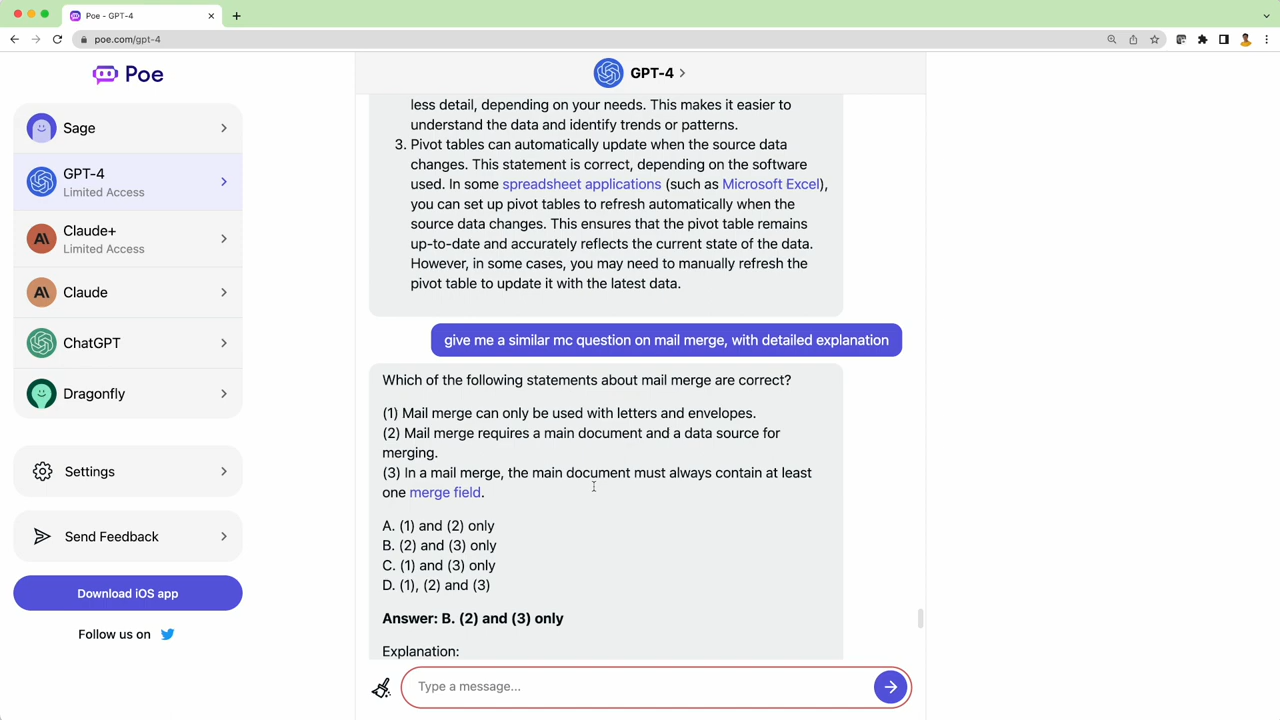 Poe - GPT-4
poe.com/gpt-4
Poe
Sage
GPT-4
Limited Access
Claude+
Limited Access
Claude
ChatGPT
Dragonfly
Settings
Send Feedback
Download iOS app
Follow us on
GPT-4
less detail, depending on your needs. This makes it easier to
understand the data and identify trends or patterns.
3. Pivot tables can automatically update when the source data
changes. This statement is correct, depending on the software
used. In some spreadsheet applications (such as Microsoft Excel),
you can set up pivot tables to refresh automatically when the
source data changes. This ensures that the pivot table remains
up-to-date and accurately reflects the current state of the data.
However, in some cases, you may need to manually refresh the
pivot table to update it with the latest data.
give me a similar mc question on mail merge, with detailed explanation
Which of the following statements about mail merge are correct?
(1) Mail merge can only be used with letters and envelopes.
(2) Mail merge requires a main document and a data source for
merging.
(3) In a mail merge, the main document must always contain at least
one merge field.
A. (1) and (2) only
B. (2) and (3) only
C. (1) and (3) only
D. (1), (2) and (3)
Answer: B. (2) and (3) only
Explanation:
Type a message...